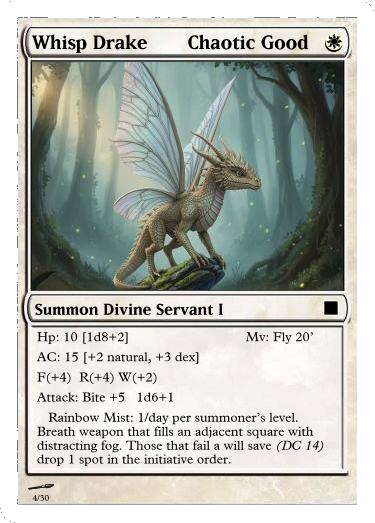 Whisp Drake Chaotic Good
Summon Divine Servant I
Hp: 10 [1d8+2] Mv: Fly 20’
AC: 15 [+2 natural, +3 dex]
F(+4) R(+4) W(+2)
Attack: Bite +5 1d6+1
Rainbow Mist: 1/day per summoner's level.
Breath weapon that fills an adjacent square with
distracting fog. Those that fail a will save (DC 14)
drop 1 spot in the initiative order.
4/30